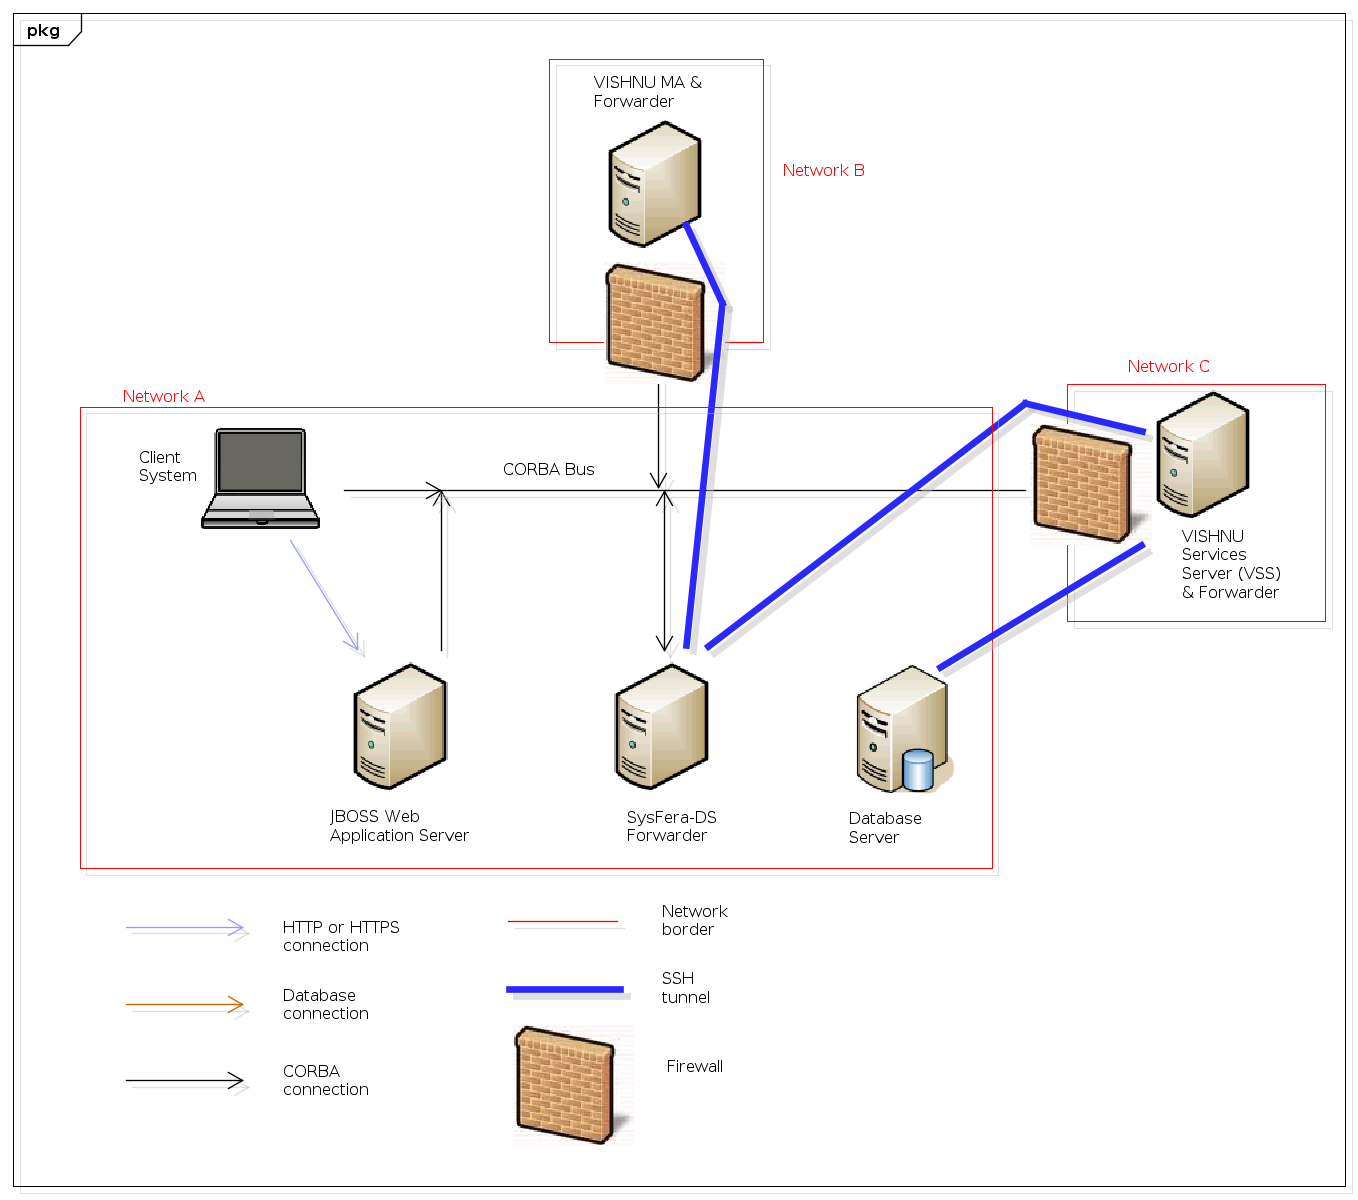 pkg
VISHNU MA &
Forwarder
Network B
Network C
Network A
Client
System
CORBA Bus
VISHNU
Services
Server (VSS)
& Forwarder
JBOSS Web
Application Server
SysFera-DS
Forwarder
Database
Server
HTTP or HTTPS
connection
Network
border
Database
connection
SSH
tunnel
CORBA
connection
Firewall